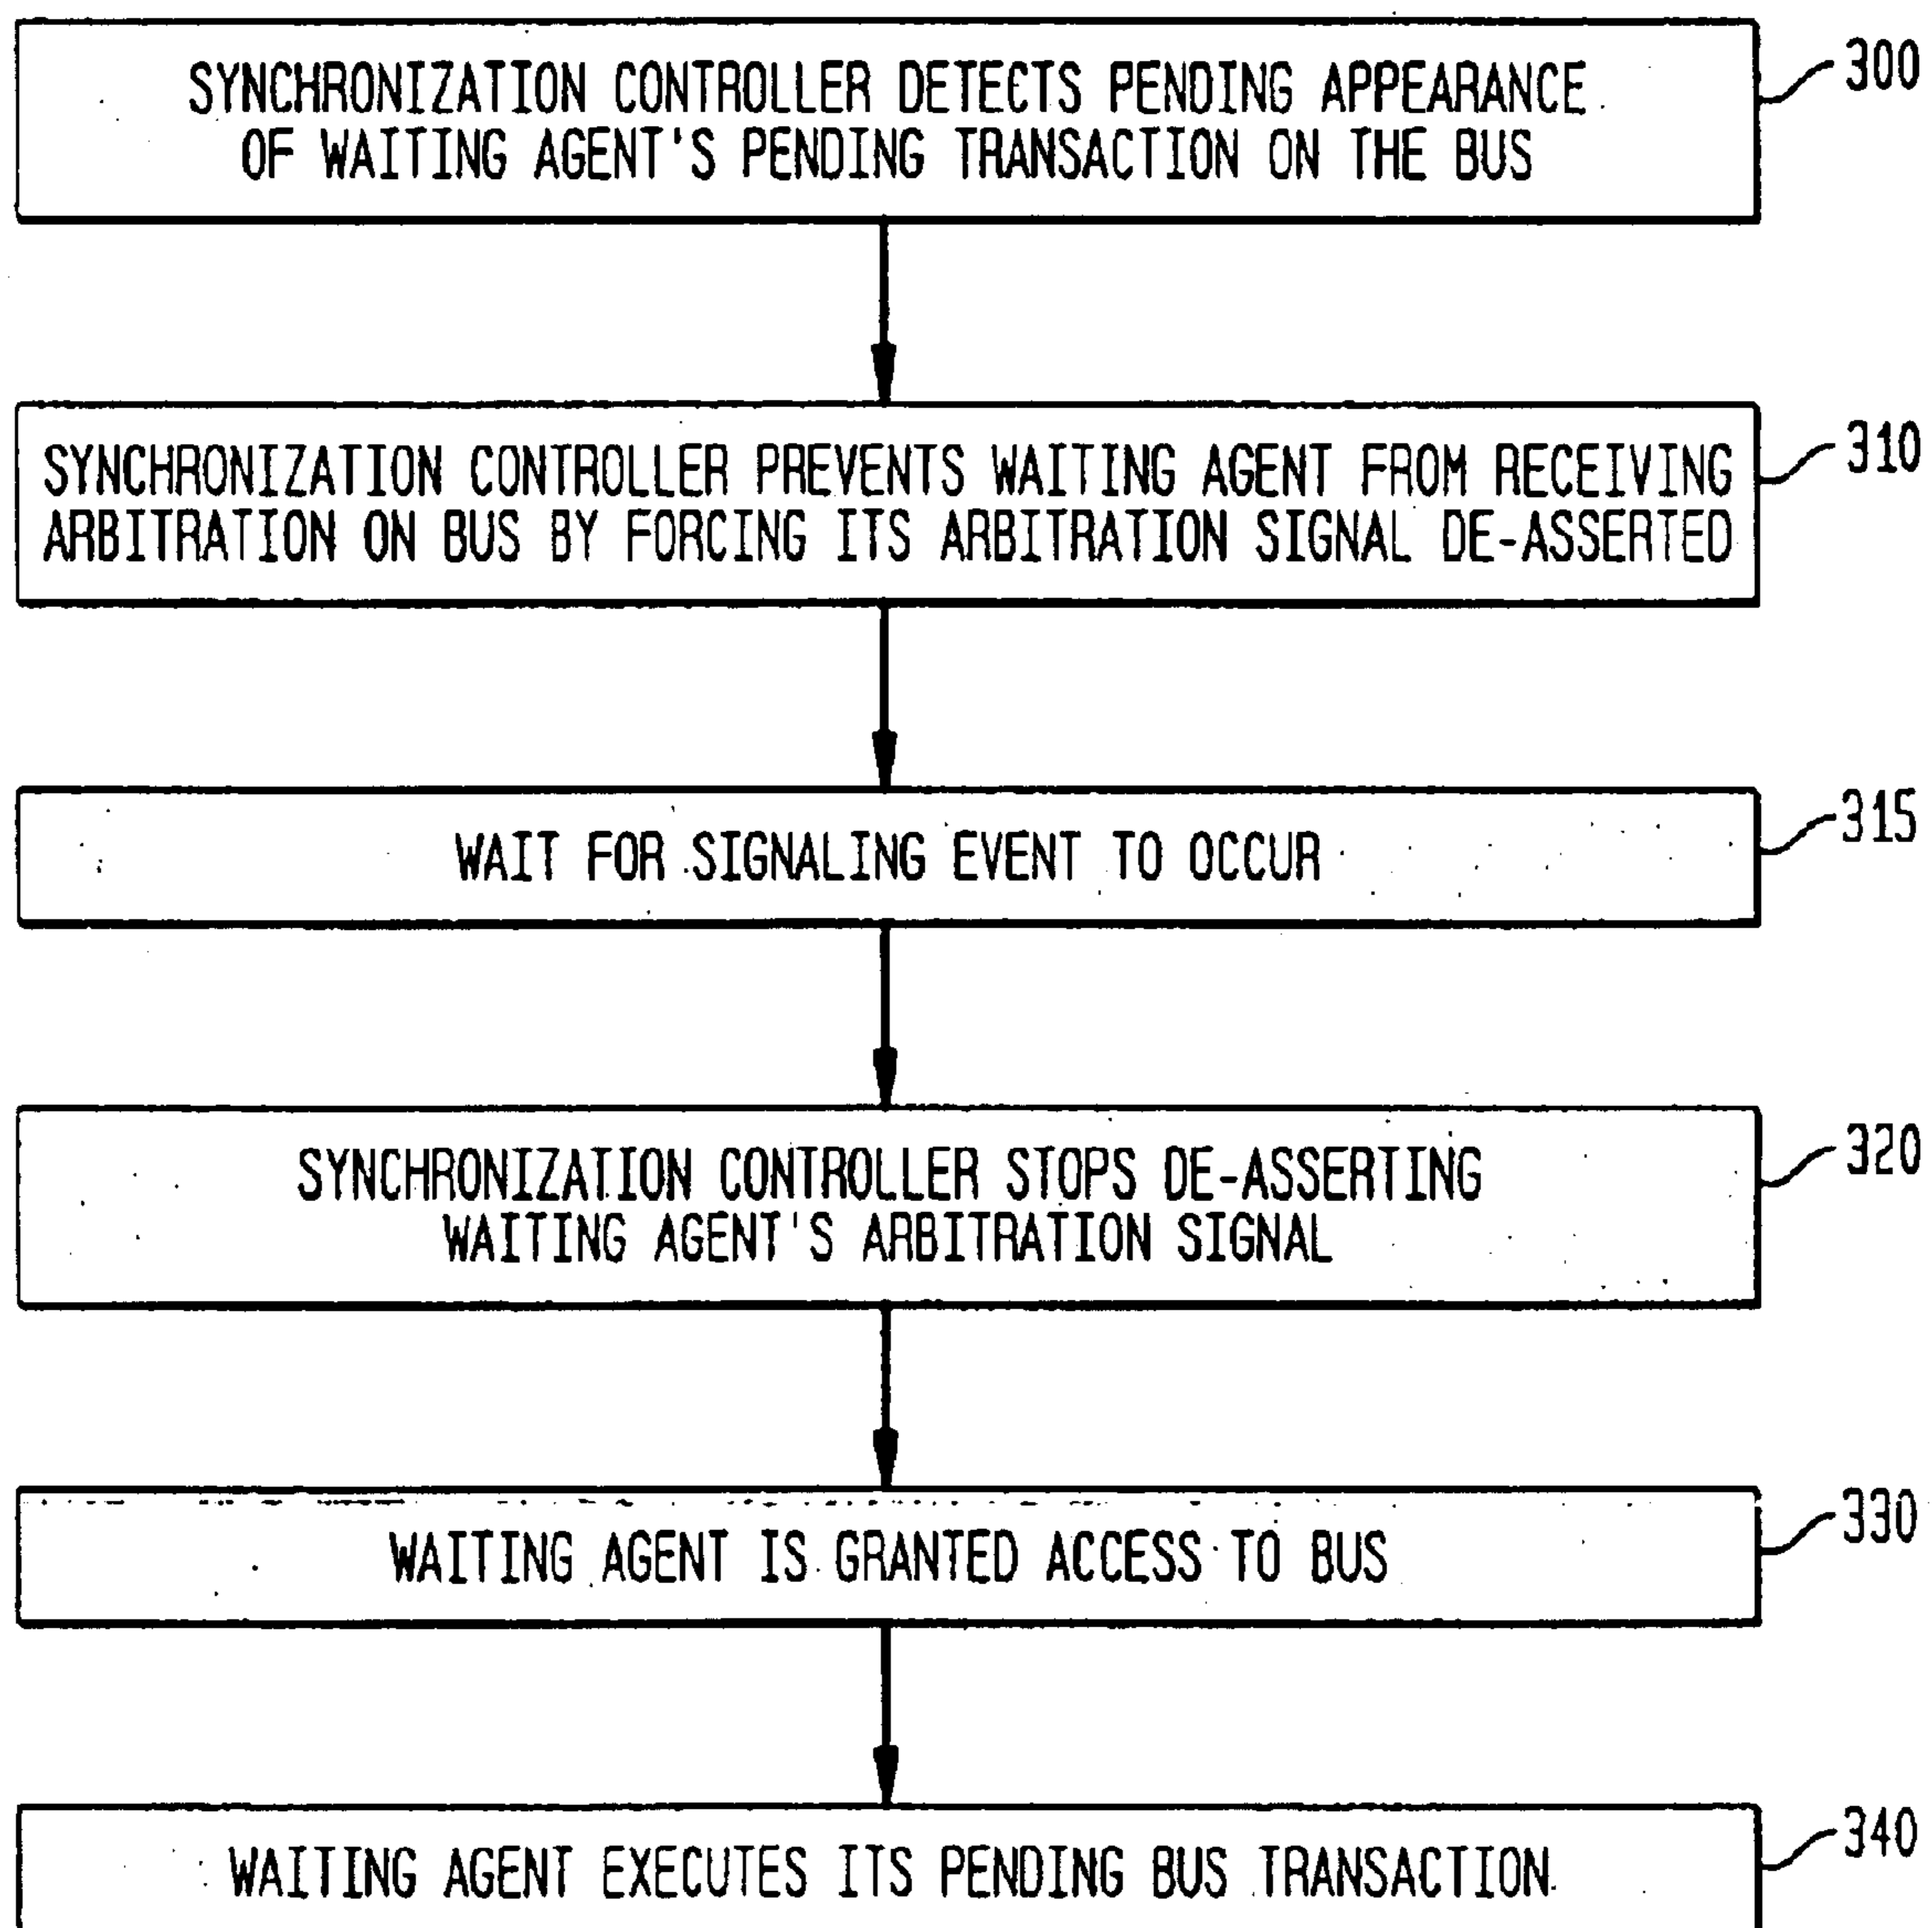 SYNCHRONIZATION CONTROLLER DETECTS PENDING APPEARANCE
OF WAITING AGENT'S PENDING TRANSACTION ON THE BUS
300
SYNCHRONIZATION CONTROLLER PREVENTS WAITING AGENT FROM RECEIVING
ARBITRATION ON BUS BY FORCING ITS ARBITRATION SIGNAL DE-ASSERTED
310
WAIT FOR SIGNALING EVENT TO OCCUR
315
SYNCHRONIZATION CONTROLLER STOPS DE-ASSERTING
WAITING AGENT'S ARBITRATION SIGNAL
320
WAITING AGENT IS GRANTED ACCESS TO BUS
330
WAITING AGENT EXECUTES ITS PENDING BUS TRANSACTION
340